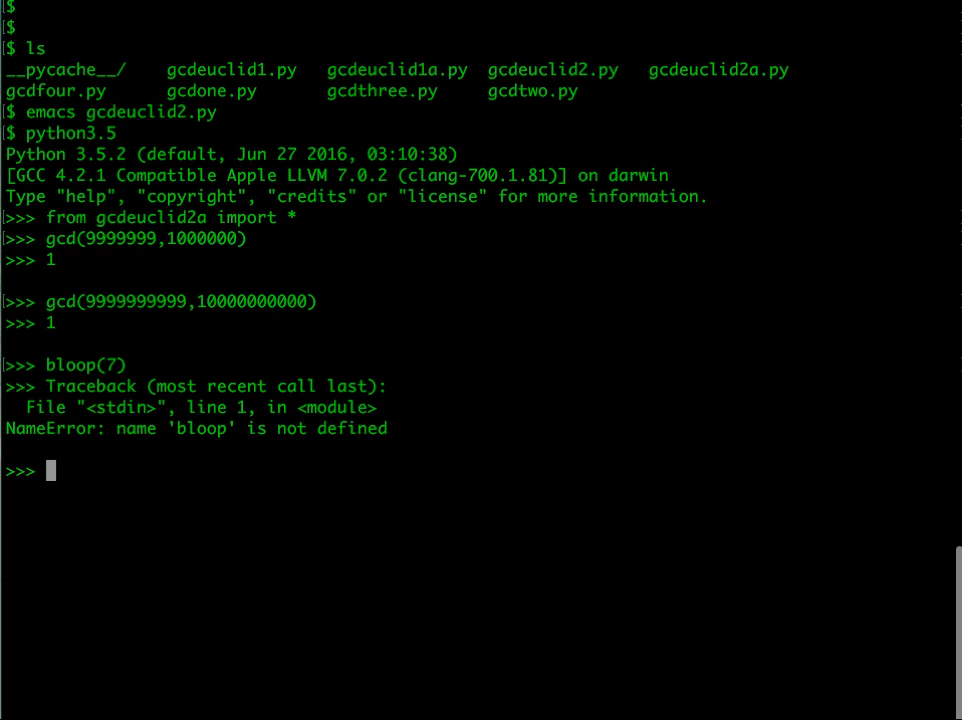 [$
[$
[$ ls
__pycache__/    gcdeuclid1.py   gcdeuclid1a.py  gcdeuclid2.py   gcdeuclid2a.py
gcdfour.py      gcdone.py       gcdthree.py     gcdtwo.py
[$ emacs gcdeuclid2.py
[$ python3.5
Python 3.5.2 (default, Jun 27 2016, 03:10:38)
[GCC 4.2.1 Compatible Apple LLVM 7.0.2 (clang-700.1.81)] on darwin
Type "help", "copyright", "credits" or "license" for more information.
[>>> from gcdeuclid2a import *
[>>> gcd(9999999,1000000)
>>> 1
[>>> gcd(9999999999,10000000000)
>>> 1
[>>> bloop(7)
>>> Traceback (most recent call last):
  File "<stdin>", line 1, in <module>
NameError: name 'bloop' is not defined
>>>